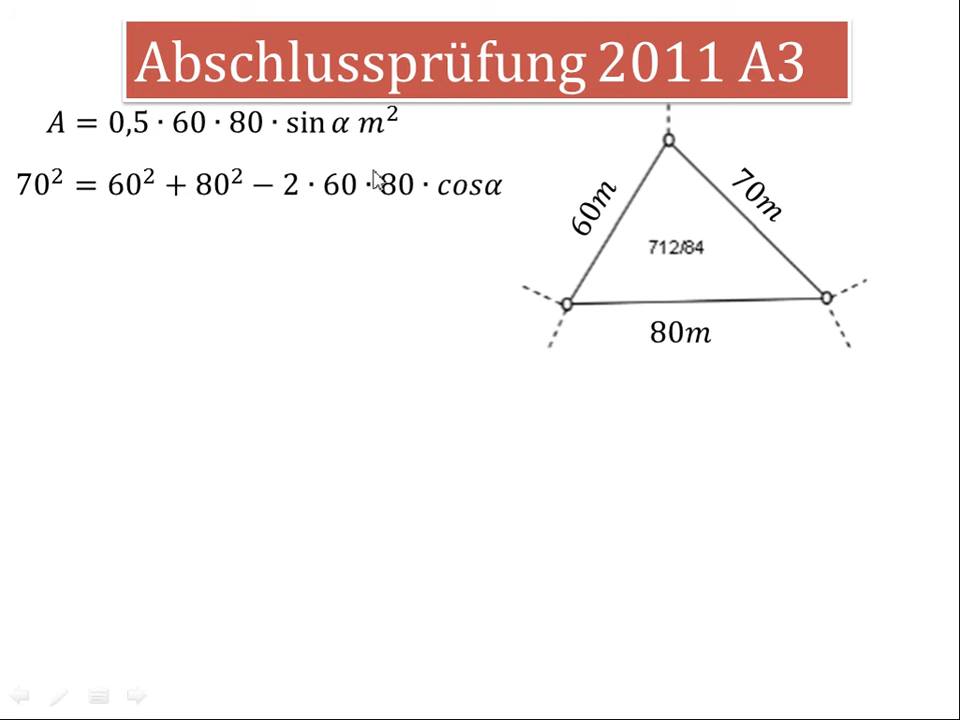 Abschlussprüfung 2011 A3
A = 0,5 · 60 · 80 · sin α m²
70² = 60² + 80² − 2 · 60 · 80 · cosα
60m
70m
712/84
80m